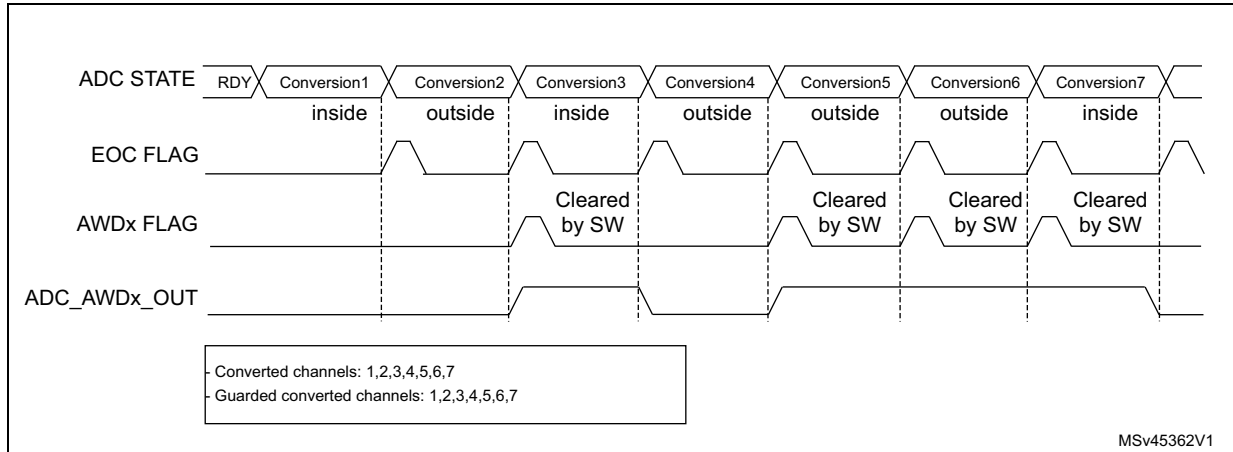 ADC STATE RDY Conversion1 Conversion2 Conversion3 Conversion4 Conversion5 Conversion6 Conversion7
inside outside inside outside outside outside inside
EOC FLAG
Cleared Cleared Cleared Cleared
AWDx FLAG by SW by SW by SW by SW
ADC_AWDx_OUT
- Converted channels: 1,2,3,4,5,6,7
- Guarded converted channels: 1,2,3,4,5,6,7
MSv45362V1